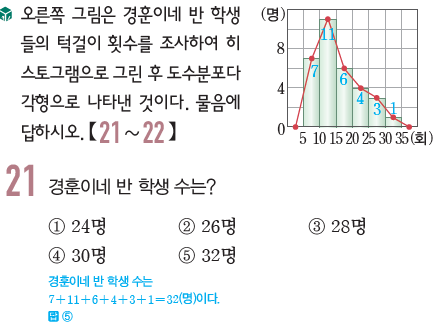 오른쪽 그림은 경훈이네 반 학생
들의 턱걸이 횟수를 조사하여 히
스토그램으로 그린 후 도수분포다
각형으로 나타낸 것이다. 물음에
답하시오.【21~22】
(명)
8
4
0
7
11
6
4
3
1
5 10 15 20 25 30 35(회)
21 경훈이네 반 학생 수는?
① 24명 ② 26명 ③ 28명
④ 30명 ⑤ 32명
경훈이네 반 학생 수는
7+11+6+4+3+1=32(명)이다.
답 ⑤